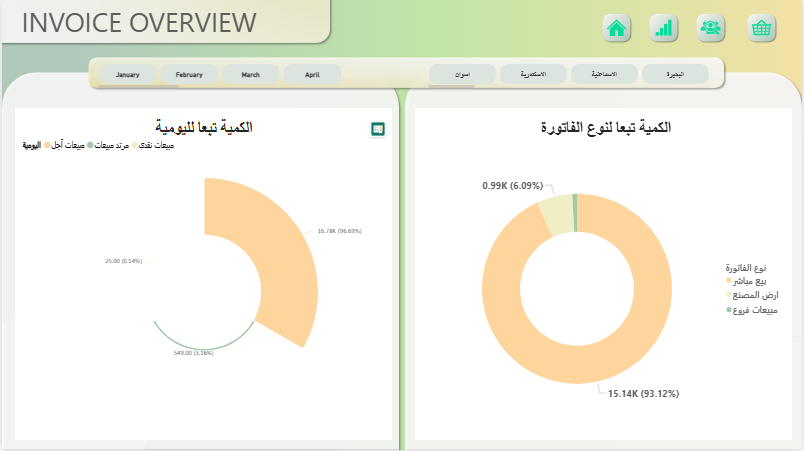 INVOICE OVERVIEW
January February March April اسوان الاسكندرية الاسماعلية البحيرة
الكمية تبعا لليومية
اليومية مبيعات آجل مرتد مبيعات مبيعات نقدى
16.78K (96.69%)
25.00 (0.14%)
549.00 (3.16%)
الكمية تبعا لنوع الفاتورة
0.99K (6.09%)
نوع الفاتورة
بيع مباشر
ارض المصنع
مبيعات فروع
15.14K (93.12%)